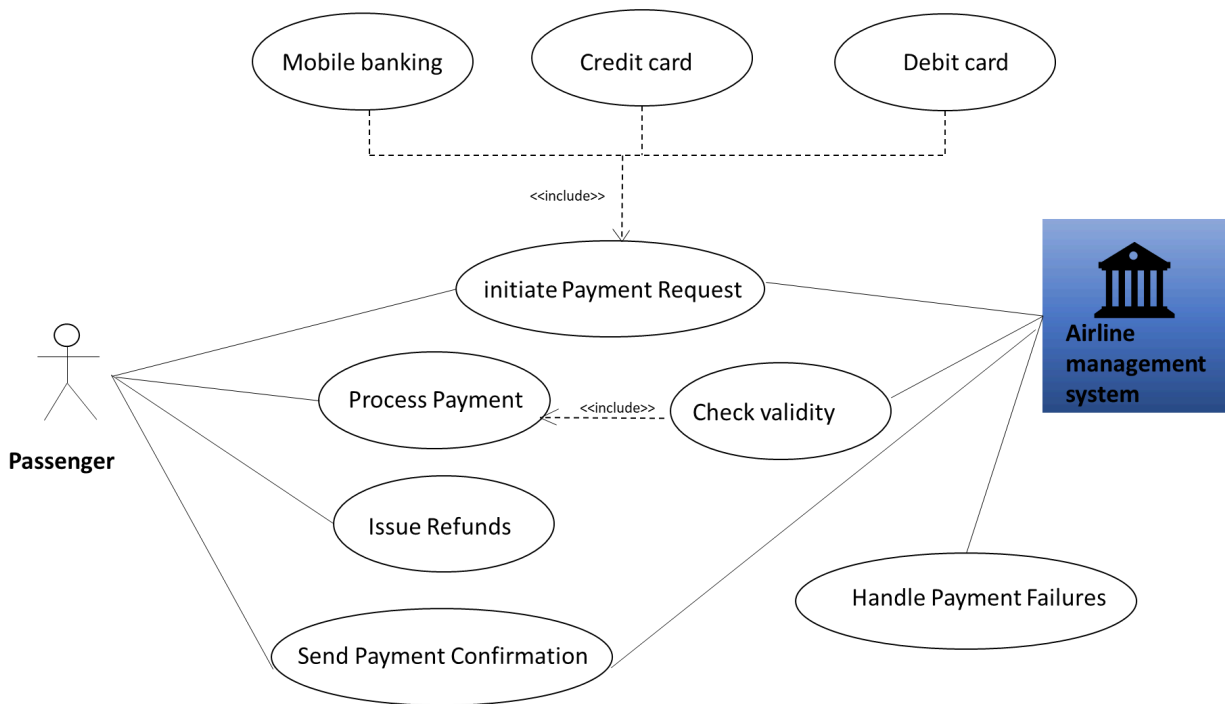 Mobile banking
Credit card
Debit card
<<include>>
initiate Payment Request
Airline
management
system
Process Payment
<<include>>
Check validity
Passenger
Issue Refunds
Handle Payment Failures
Send Payment Confirmation